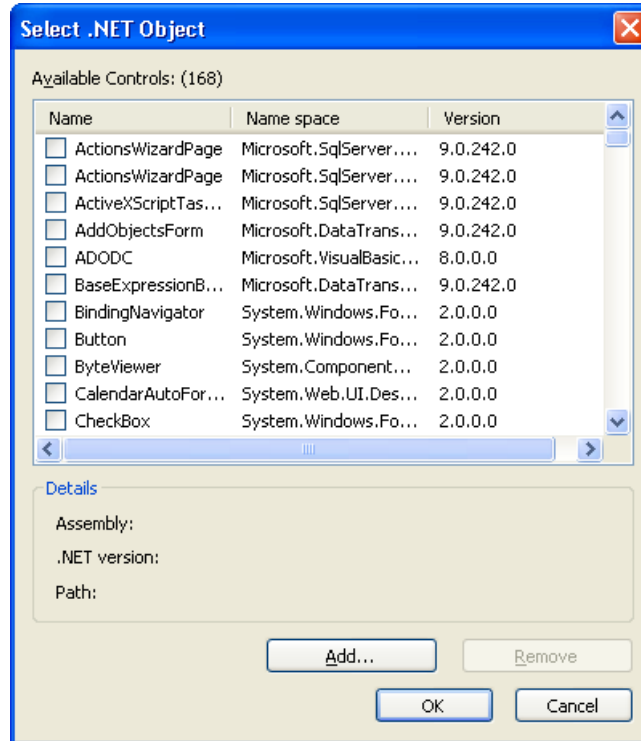 Select .NET Object
Available Controls: (168)
Name Name space Version
ActionsWizardPage Microsoft.SqlServer.... 9.0.242.0
ActionsWizardPage Microsoft.SqlServer.... 9.0.242.0
ActiveXScriptTas... Microsoft.SqlServer.... 9.0.242.0
AddObjectsForm Microsoft.DataTrans... 9.0.242.0
ADODC Microsoft.VisualBasic... 8.0.0.0
BaseExpressionB... Microsoft.DataTrans... 9.0.242.0
BindingNavigator System.Windows.Fo... 2.0.0.0
Button System.Windows.Fo... 2.0.0.0
ByteViewer System.Component... 2.0.0.0
CalendarAutoFor... System.Web.UI.Des... 2.0.0.0
CheckBox System.Windows.Fo... 2.0.0.0
Details
Assembly:
.NET version:
Path:
Add... Remove
OK Cancel